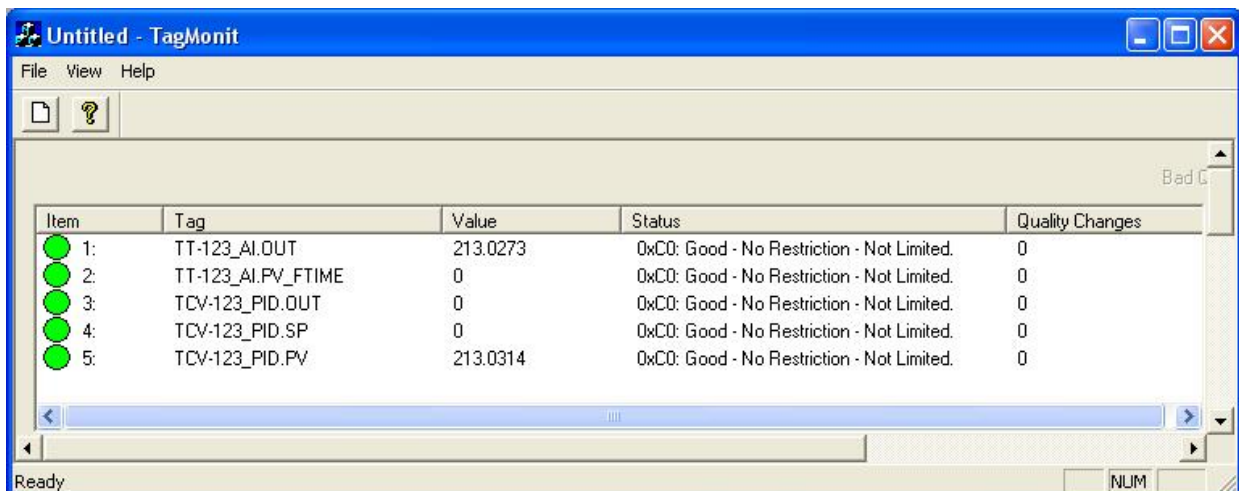 Untitled - TagMonit
File View Help
Bad
Item Tag Value Status Quality Changes
1: TT-123_AI.OUT 213.0273 0xC0: Good - No Restriction - Not Limited. 0
2: TT-123_AI.PV_FTIME 0 0xC0: Good - No Restriction - Not Limited. 0
3: TCV-123_PID.OUT 0 0xC0: Good - No Restriction - Not Limited. 0
4: TCV-123_PID.SP 0 0xC0: Good - No Restriction - Not Limited. 0
5: TCV-123_PID.PV 213.0314 0xC0: Good - No Restriction - Not Limited. 0
Ready NUM